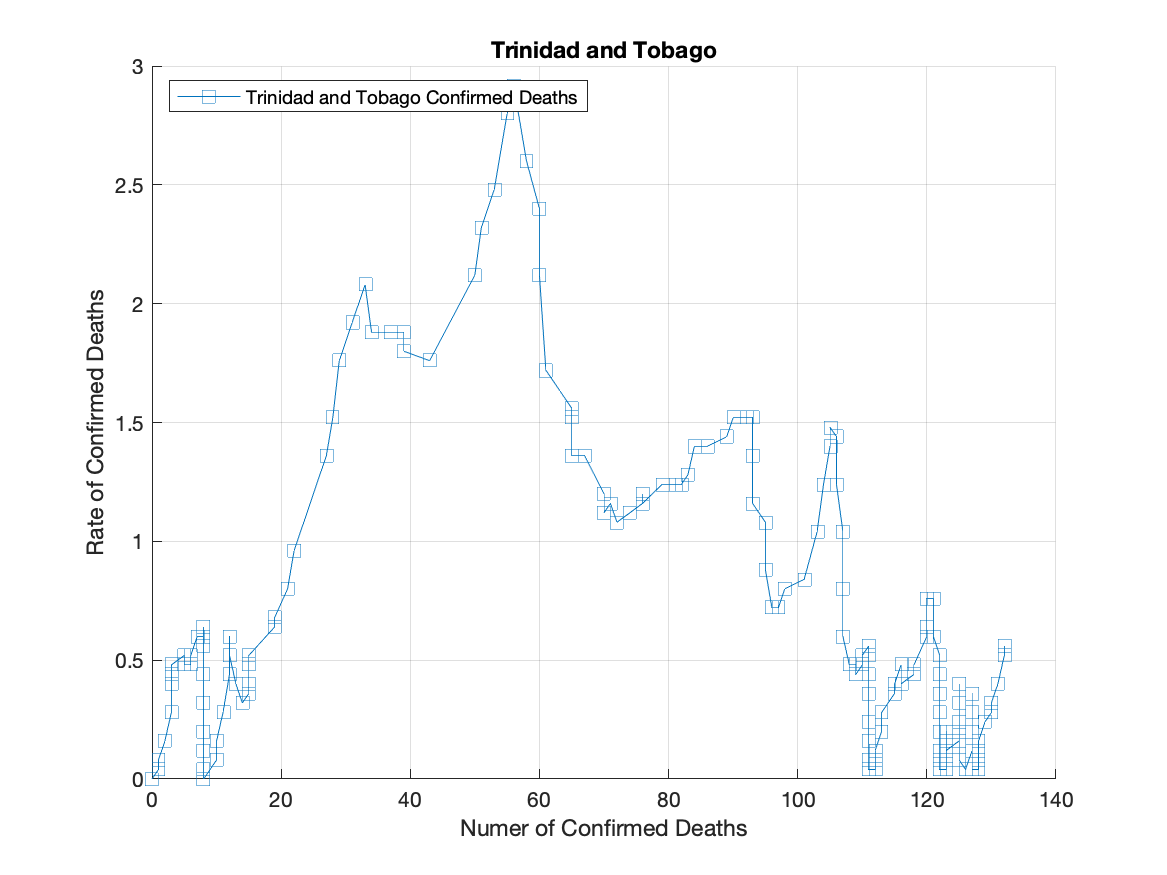 Trinidad and Tobago
Trinidad and Tobago Confirmed Deaths
3
2.5
2
1.5
1
0.5
0
Rate of Confirmed Deaths
0 20 40 60 80 100 120 140
Numer of Confirmed Deaths